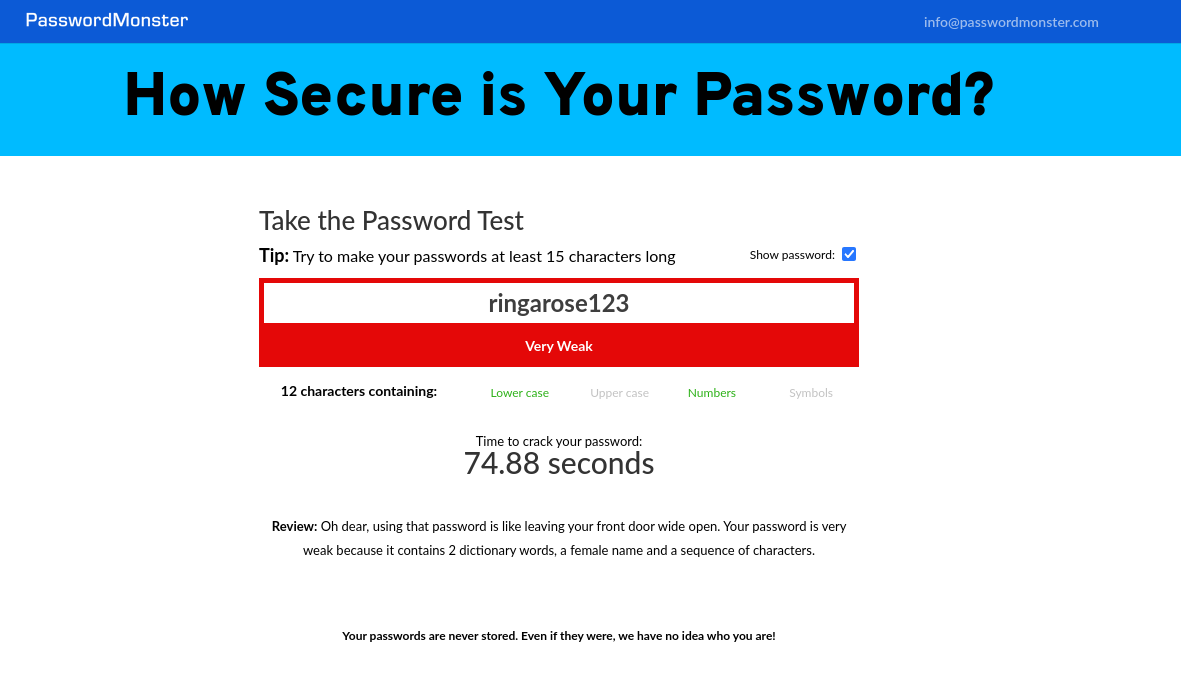 PasswordMonster
info@passwordmonster.com
How Secure is Your Password?
Take the Password Test
Tip: Try to make your passwords at least 15 characters long
Show password:
ringarose123
Very Weak
12 characters containing: Lower case Upper case Numbers Symbols
Time to crack your password:
74.88 seconds
Review: Oh dear, using that password is like leaving your front door wide open. Your password is very
weak because it contains 2 dictionary words, a female name and a sequence of characters.
Your passwords are never stored. Even if they were, we have no idea who you are!